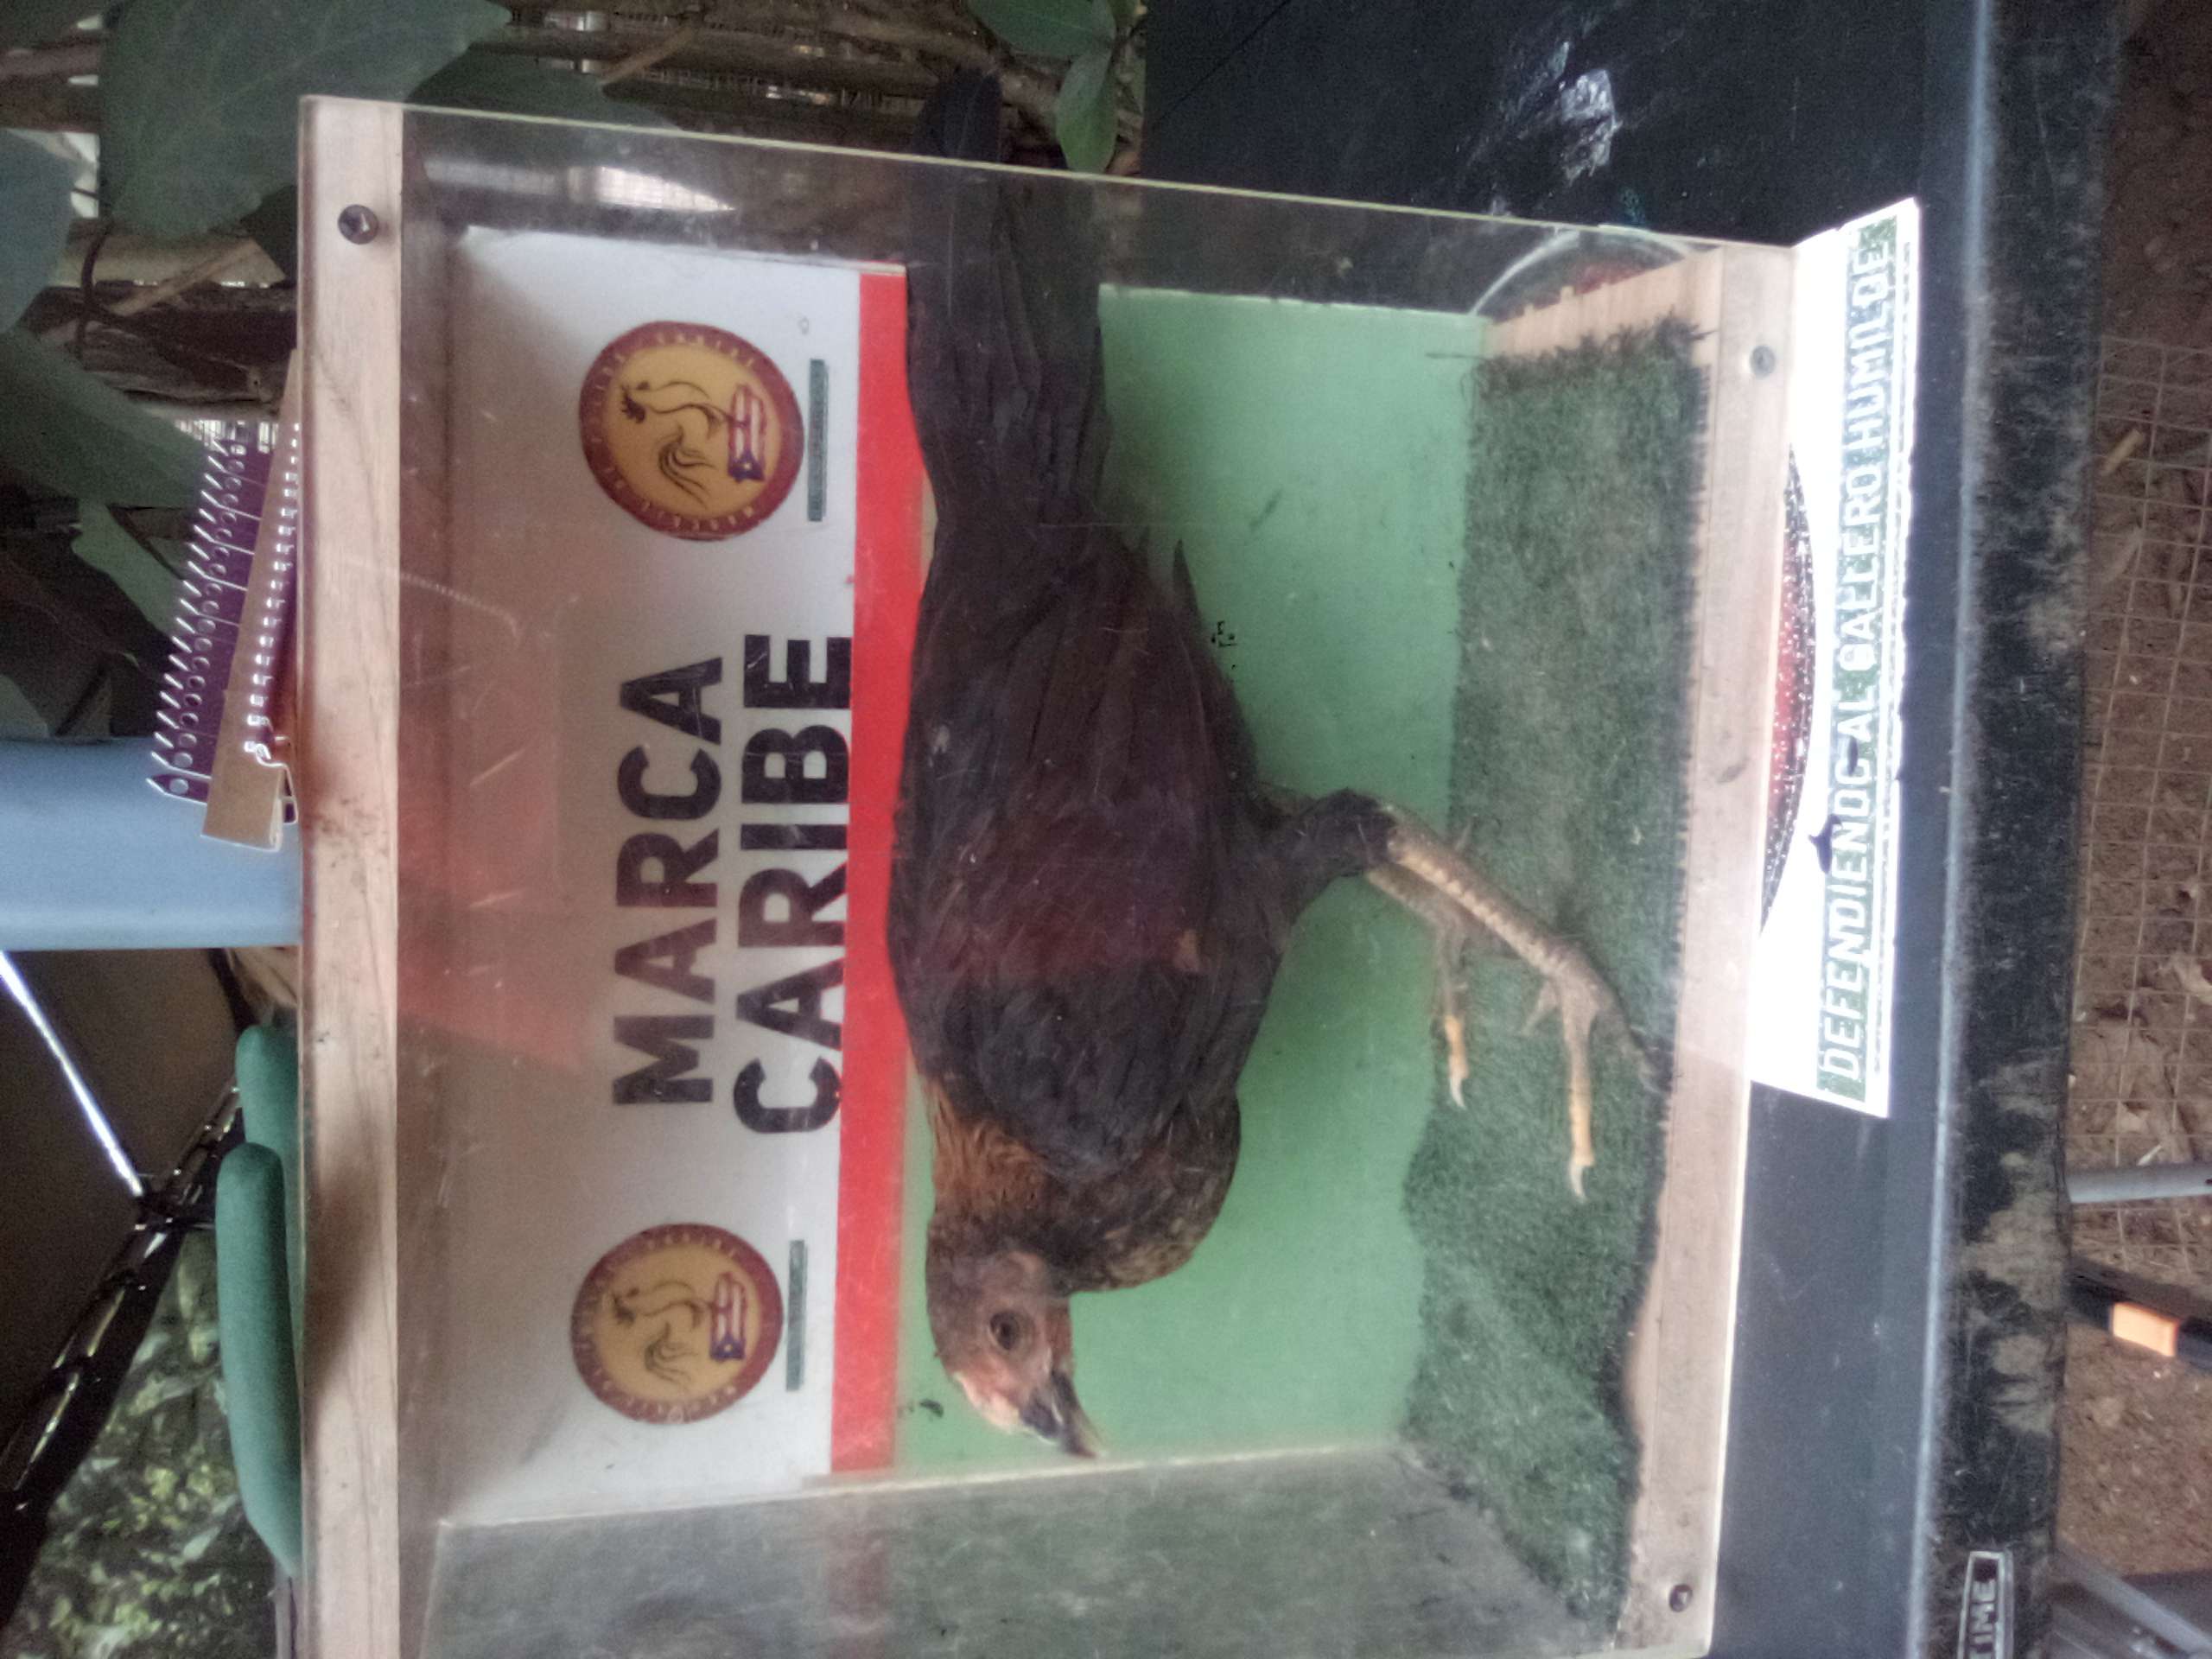 MARCA
CARIBE
DEFENDIENDO AL GALLERO HUMILDE